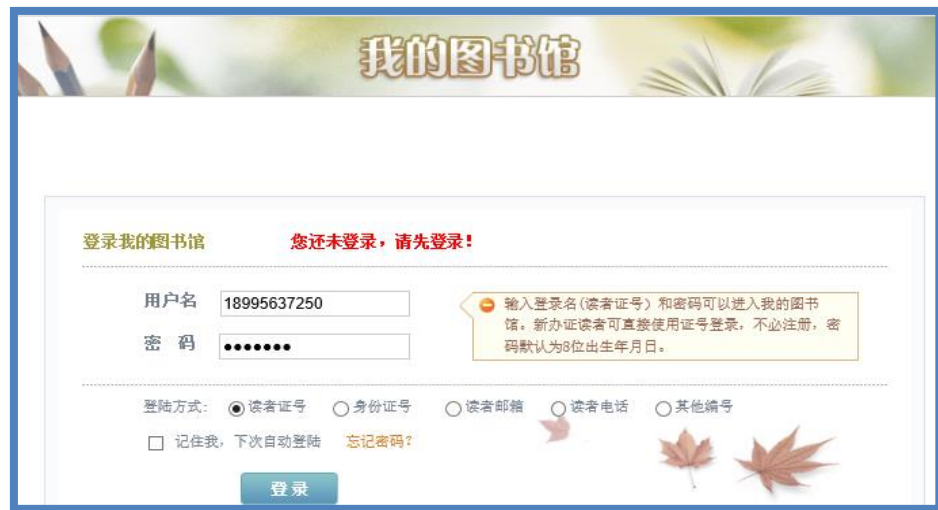 我的图书馆
登录我的图书馆 您还未登录，请先登录！
用户名 18995637250
输入登录名(读者证号）和密码可以进入我的图书
馆。新办证读者可直接使用证号登录，不必注册，密
码默认为8位出生年月日。
密 码 ●●●●●●●
登陆方式: 读者证号 身份证号 读者邮箱 读者电话 其他编号
记住我，下次自动登陆 忘记密码?
登录